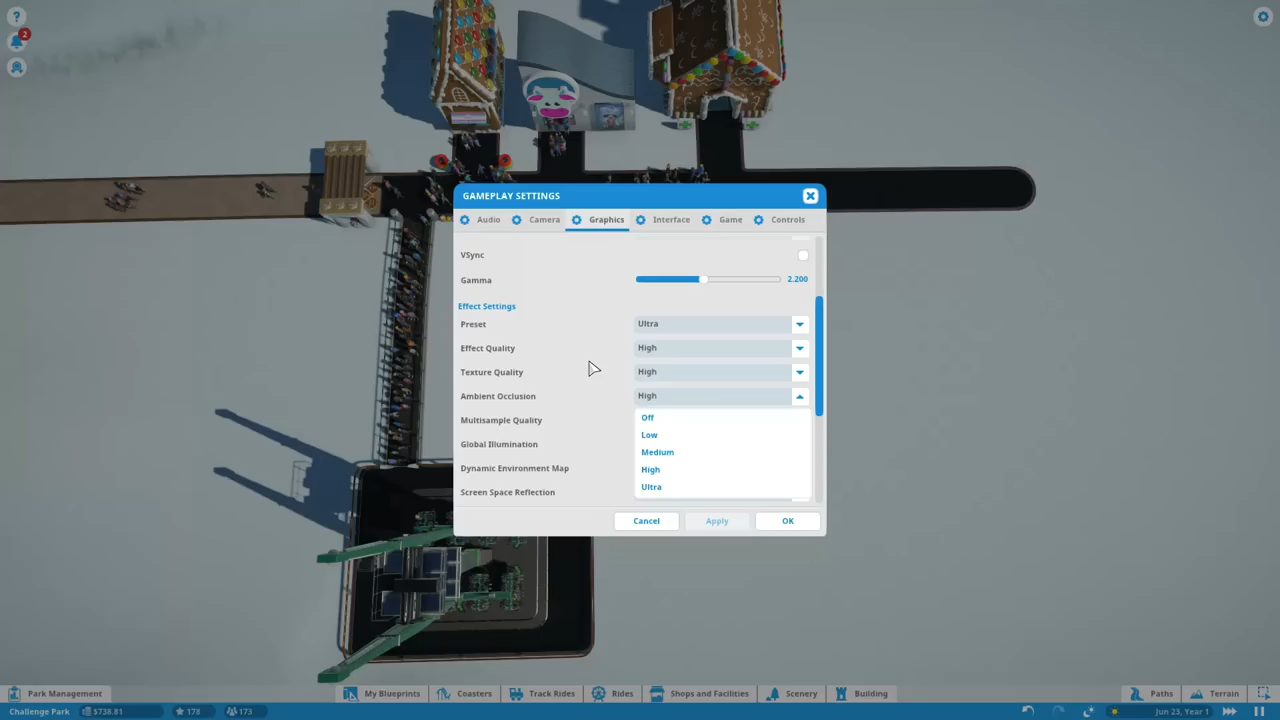 ?
2
GAMEPLAY SETTINGS
Audio Camera Graphics Interface Game Controls
VSync
Gamma 2.200
Effect Settings
Preset Ultra
Effect Quality High
Texture Quality High
Ambient Occlusion High
Off
Multisample Quality
Low
Global Illumination
Medium
Dynamic Environment Map
High
Screen Space Reflection
Ultra
Cancel Apply OK
Park Management My Blueprints Coasters Track Rides Rides Shops and Facilities Scenery Building Paths Terrain
Challenge Park $738.81 178 173 Jun 23, Year 1